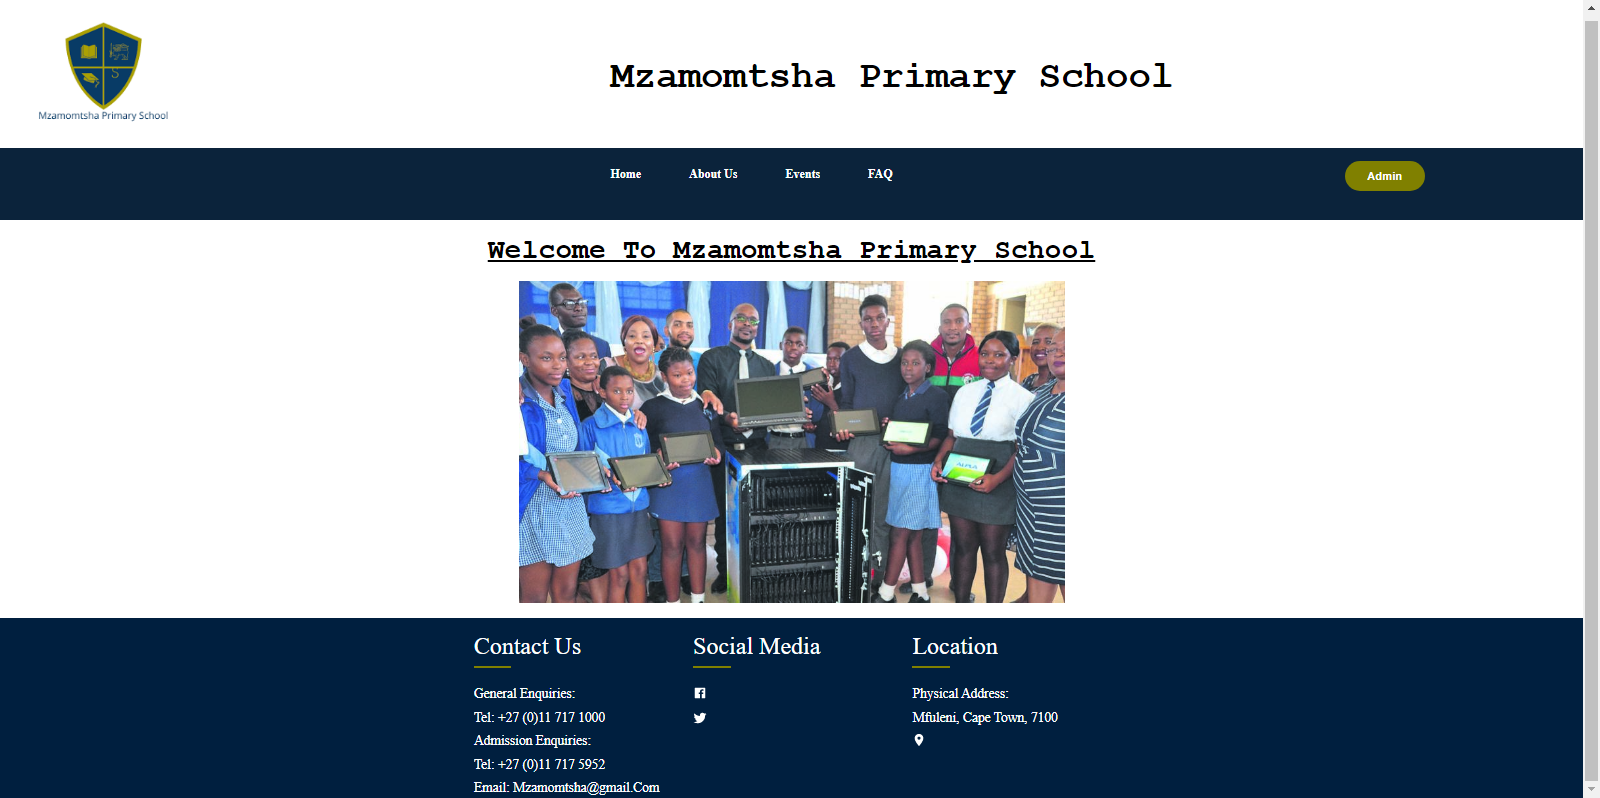 S
Mzamomtsha Primary School
Mzamomtsha Primary School
Home About Us Events FAQ Admin
Welcome To Mzamomtsha Primary School
Contact Us
General Enquiries:
Tel: +27 (0)11 717 1000
Admission Enquiries:
Tel: +27 (0)11 717 5952
Email: Mzamomtsha@gmail.Com
Social Media
Location
Physical Address:
Mfuleni, Cape Town, 7100